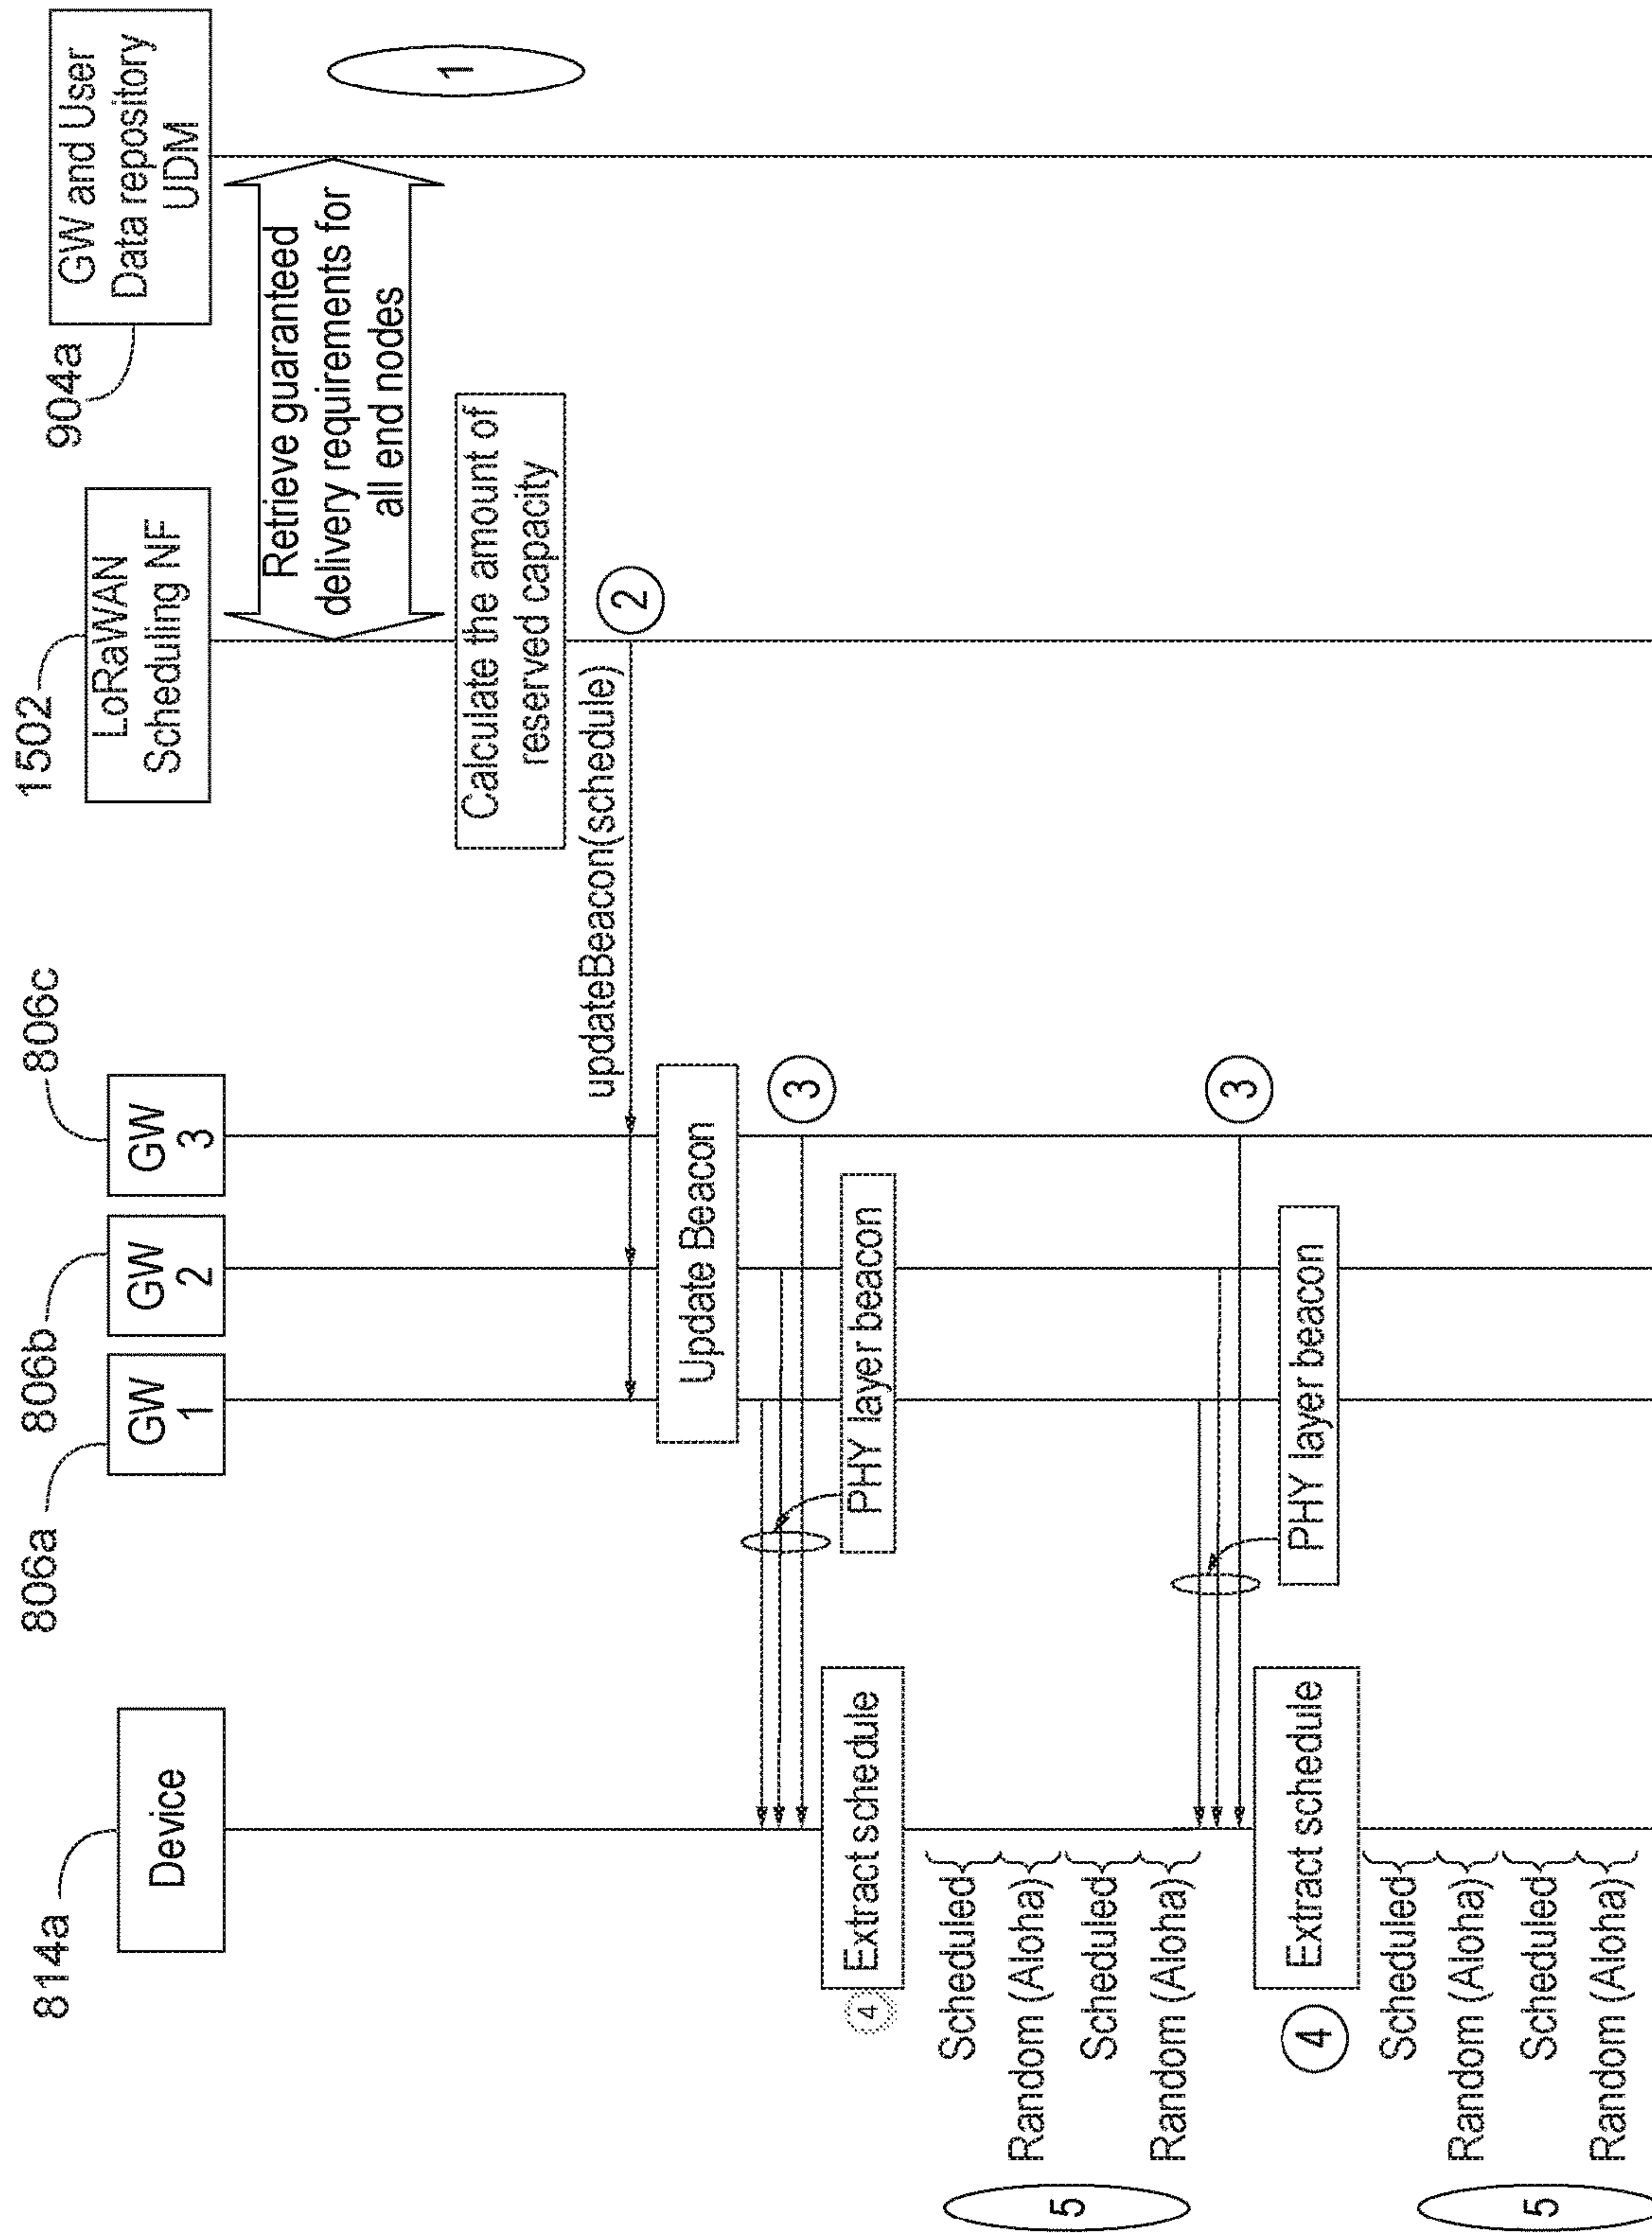 814a
Device
806a
GW
1
806b
GW
2
806c
GW
3
1502
LoRaWAN
Scheduling NF
904a
GW and User
Data repository
UDM
Retrieve guaranteed
delivery requirements for
all end nodes
1
Calculate the amount of
reserved capacity
updateBeacon(schedule)
2
Update Beacon
3
PHY layer beacon
Extract schedule
4
Scheduled
Random (Aloha)
Scheduled
Random (Aloha)
5
3
PHY layer beacon
Extract schedule
4
Scheduled
Random (Aloha)
Scheduled
Random (Aloha)
5